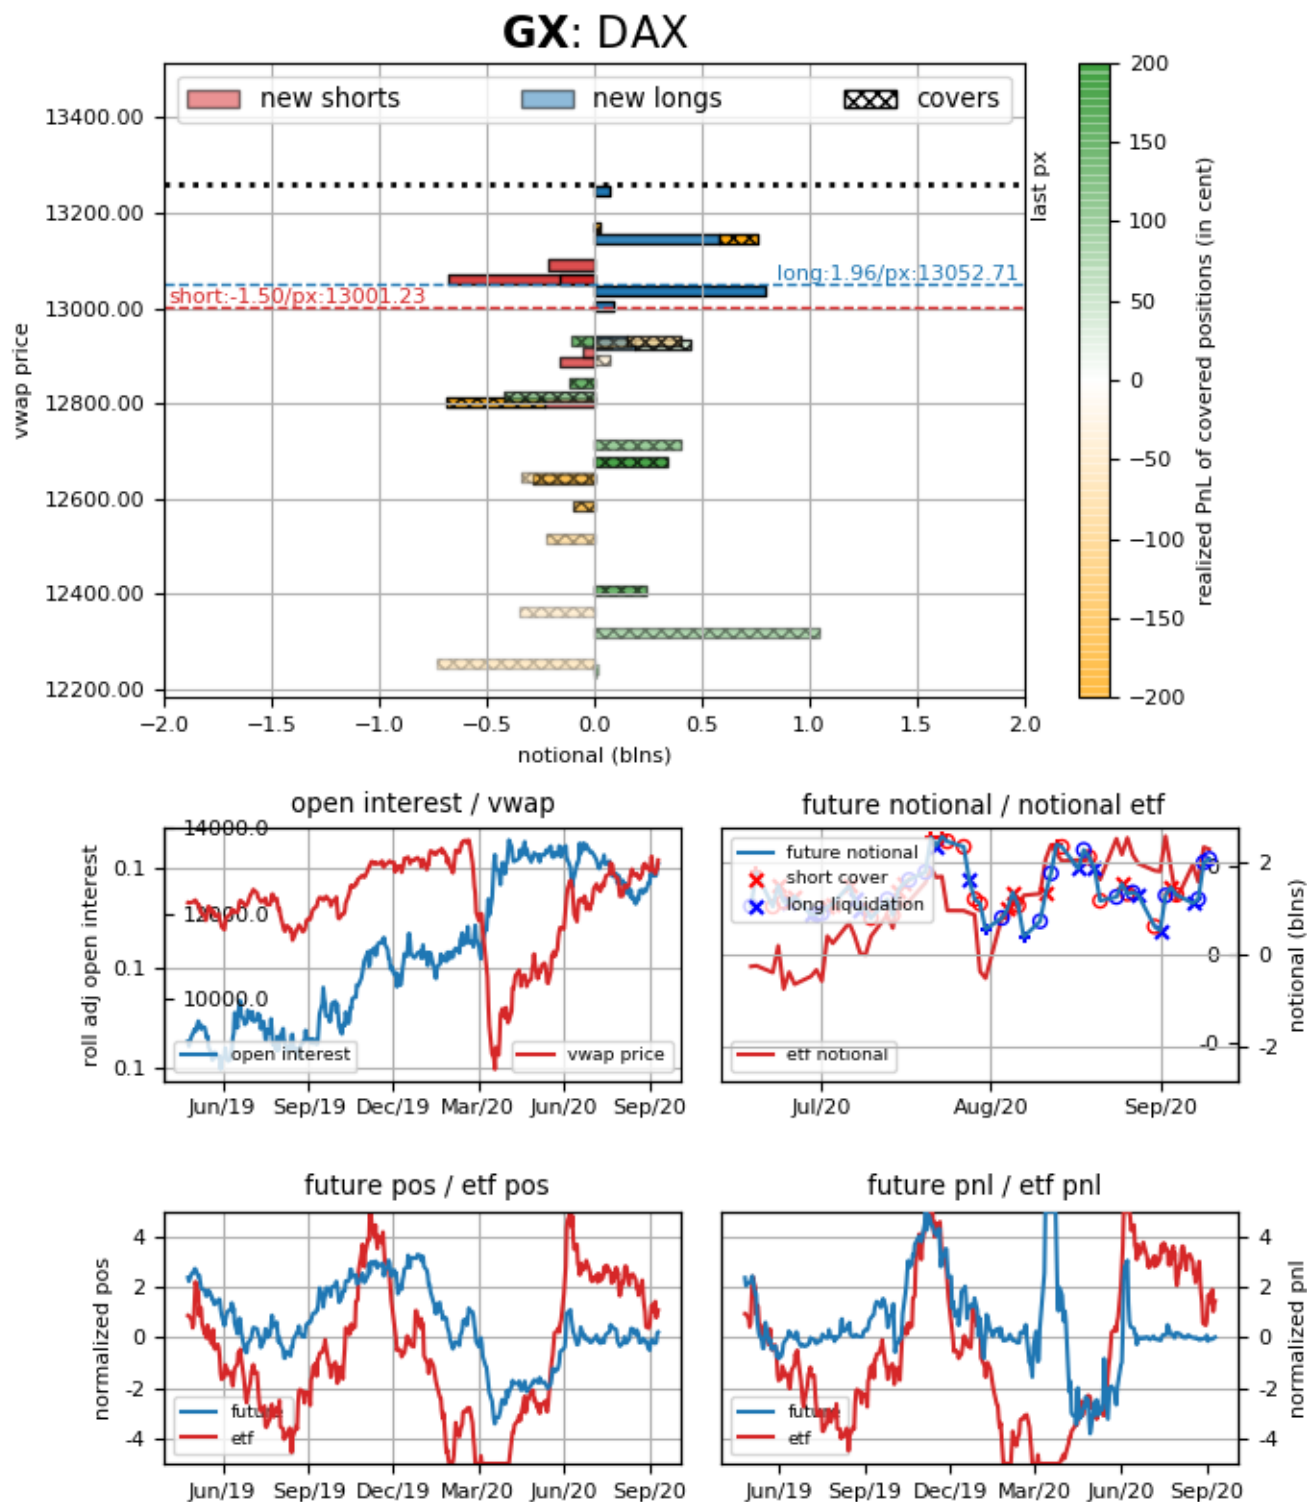 GX: DAX
new shorts
new longs
covers
13400.00
13200.00
13000.00
12800.00
12600.00
12400.00
12200.00
vwap price
last px
long:1.96/px:13052.71
short:-1.50/px:13001.23
−2.0 −1.5 −1.0 −0.5 0.0 0.5 1.0 1.5 2.0
notional (blns)
200
150
100
50
0
−50
−100
−150
−200
realized PnL of covered positions (in cent)
open interest / vwap
14000.0
12000.0
10000.0
0.1
0.1
0.1
roll adj open interest
open interest
vwap price
Jun/19 Sep/19 Dec/19 Mar/20 Jun/20 Sep/20
future notional / notional etf
future notional
short cover
long liquidation
etf notional
0
0
-0
2
0
-2
notional (blns)
Jul/20 Aug/20 Sep/20
future pos / etf pos
4
2
0
-2
-4
normalized pos
future
etf
Jun/19 Sep/19 Dec/19 Mar/20 Jun/20 Sep/20
future pnl / etf pnl
future
etf
4
2
0
-2
-4
normalized pnl
Jun/19 Sep/19 Dec/19 Mar/20 Jun/20 Sep/20